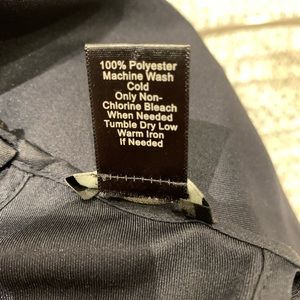 100% Polyester
Machine Wash
Cold
Only Non-
Chlorine Bleach
When Needed
Tumble Dry Low
Warm Iron
If Needed